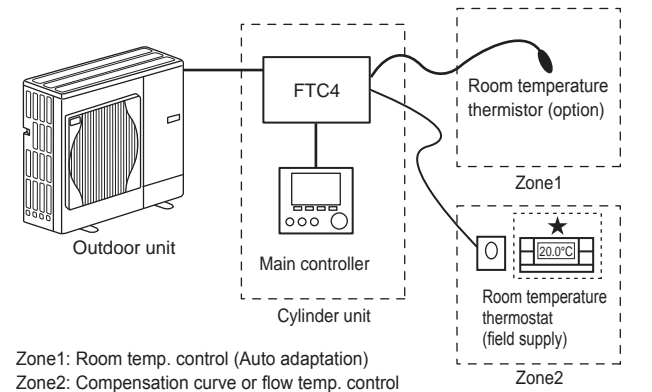 FTC4
Room temperature
thermistor (option)
Zone1
Outdoor unit
Main controller
Cylinder unit
★
20.0°C
Room temperature
thermostat
(field supply)
Zone2
Zone1: Room temp. control (Auto adaptation)
Zone2: Compensation curve or flow temp. control